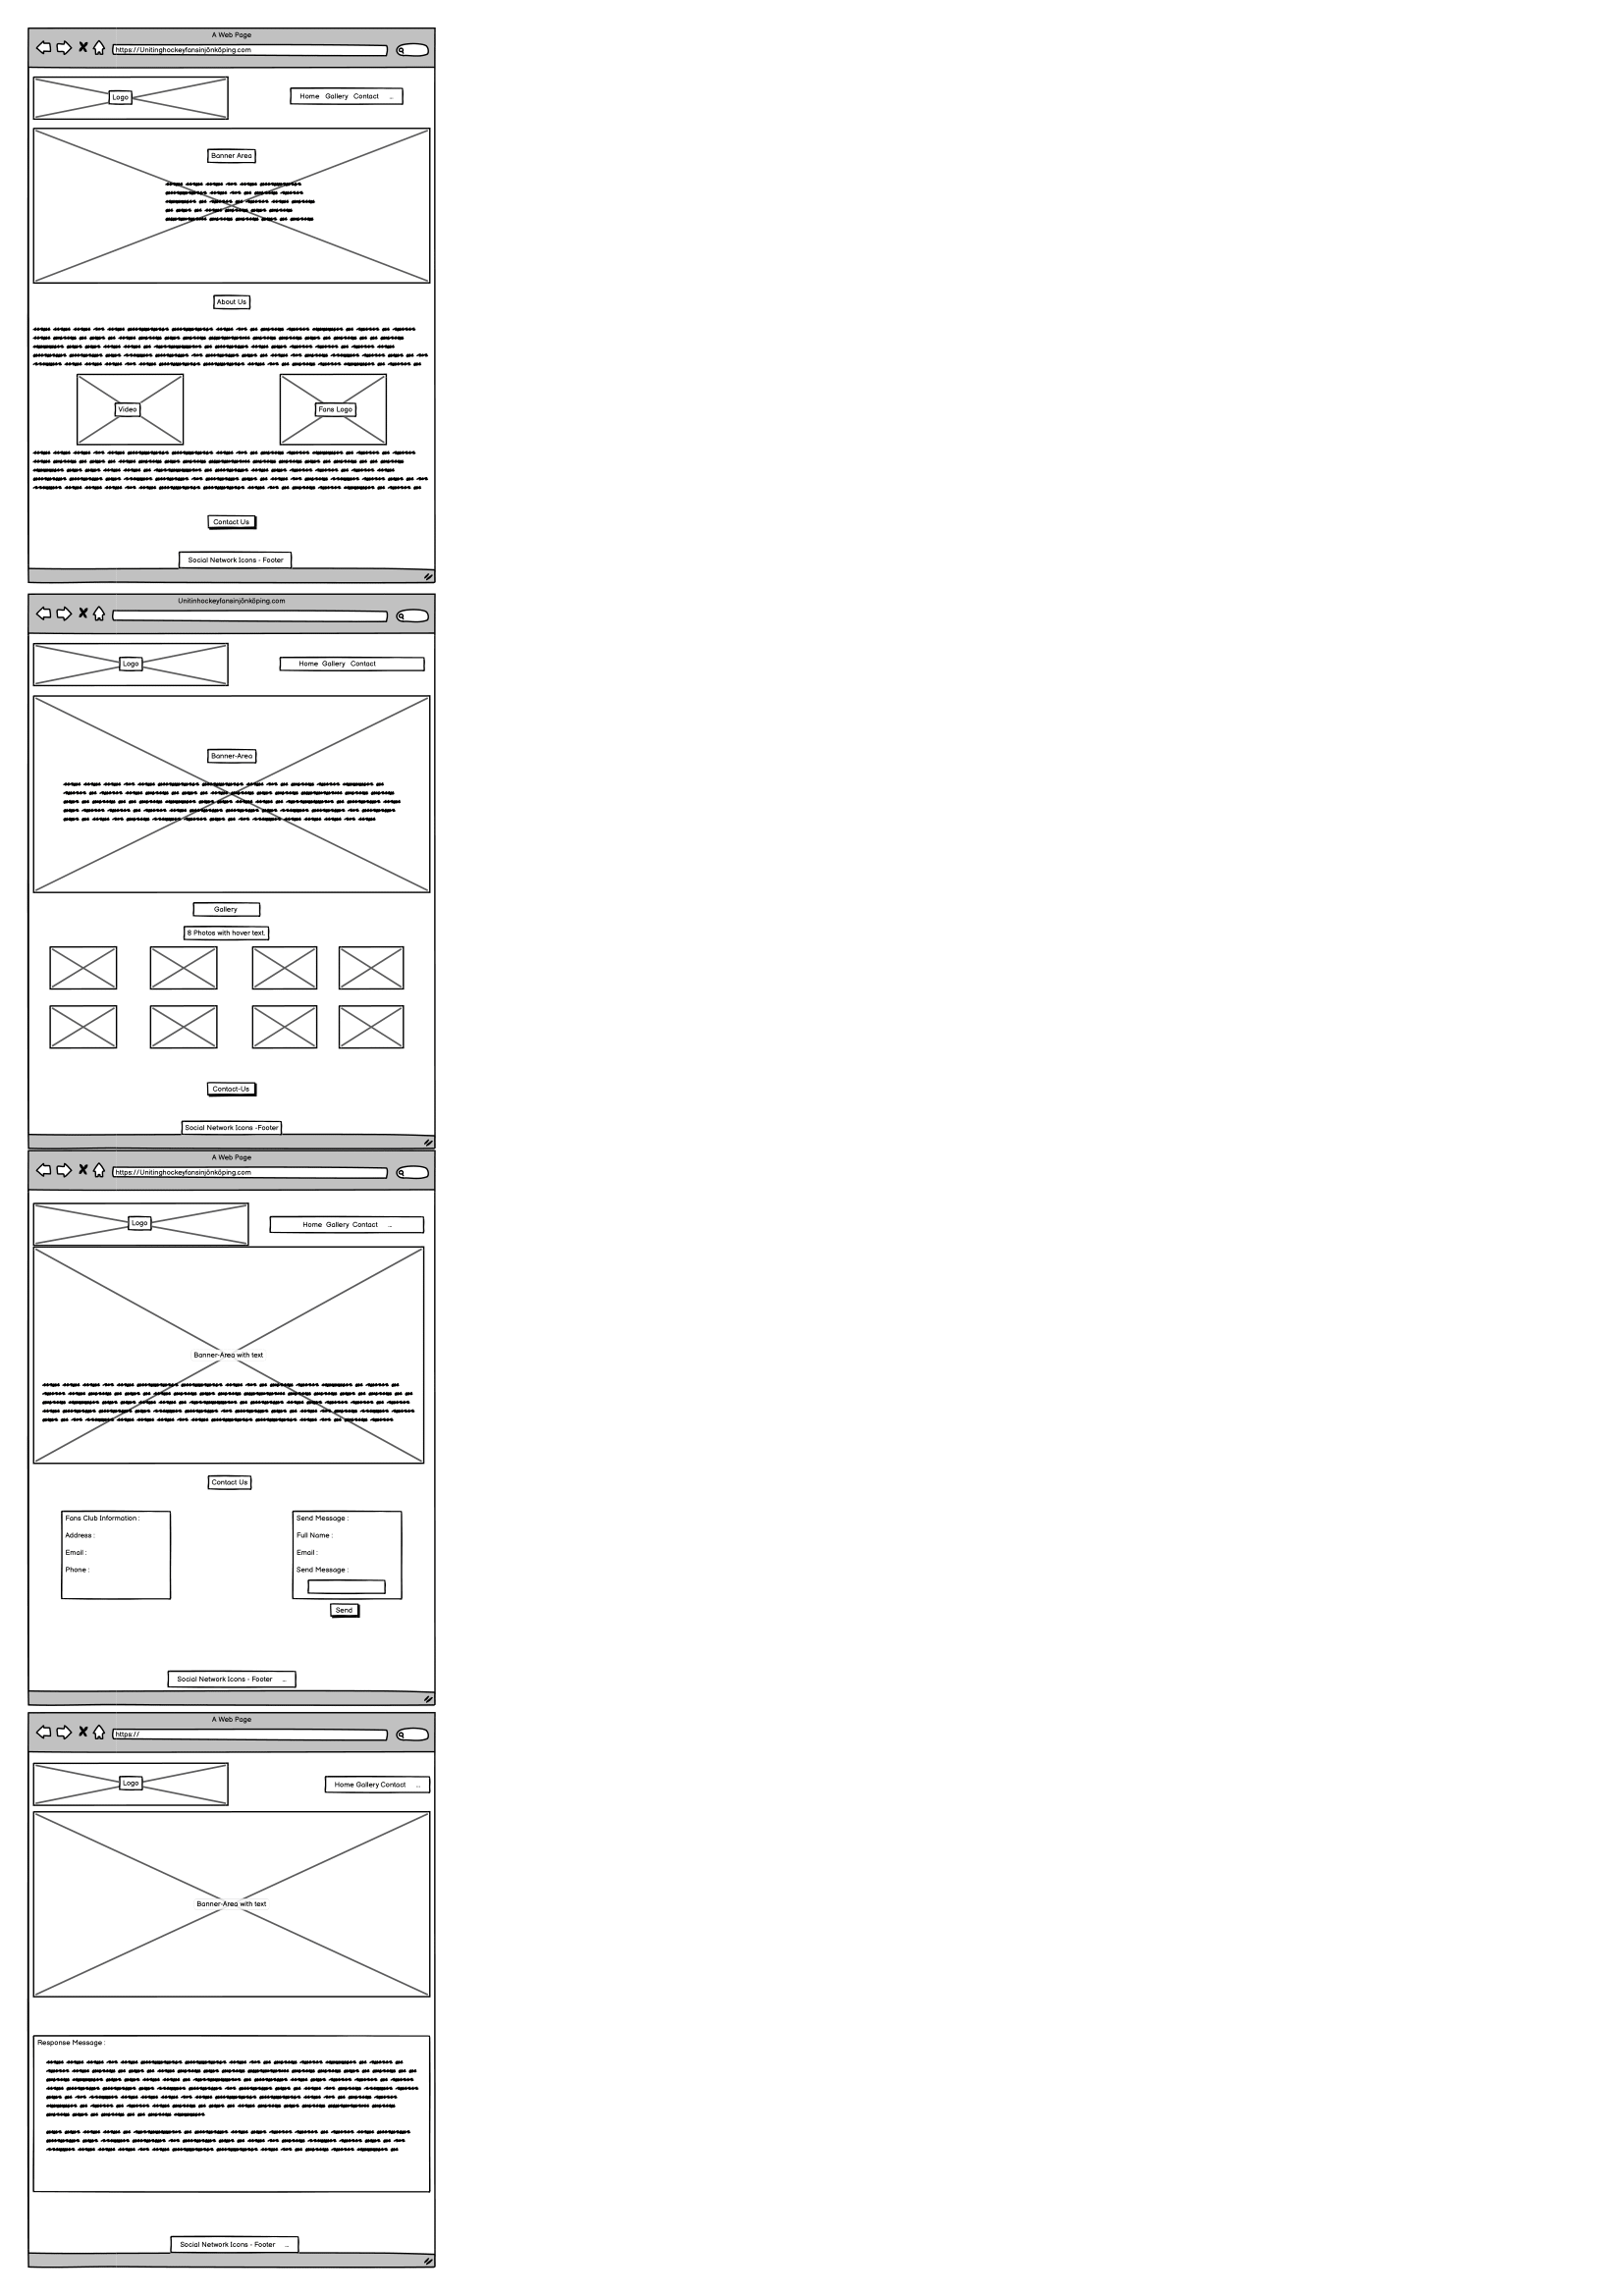 A Web Page
https://Unitinghockeyfansinjönköping.com
Logo
Home Gallery Contact ...
Banner Area
About Us
Video
Fans Logo
Contact Us
Social Network Icons - Footer
Unitinhockeyfansinjönköping.com
Logo
Home Gallery Contact
Banner-Area
Gallery
8 Photos with hover text.
Contact-Us
Social Network Icons -Footer
A Web Page
https://Unitinghockeyfansinjönköping.com
Logo
Home Gallery Contact ...
Banner-Area with text
Contact Us
Fans Club Information :
Address :
Email :
Phone :
Send Message :
Full Name :
Email :
Send Message :
Send
Social Network Icons - Footer ...
A Web Page
https://
Logo
Home Gallery Contact ...
Banner-Area with text
Response Message :
Social Network Icons - Footer ...